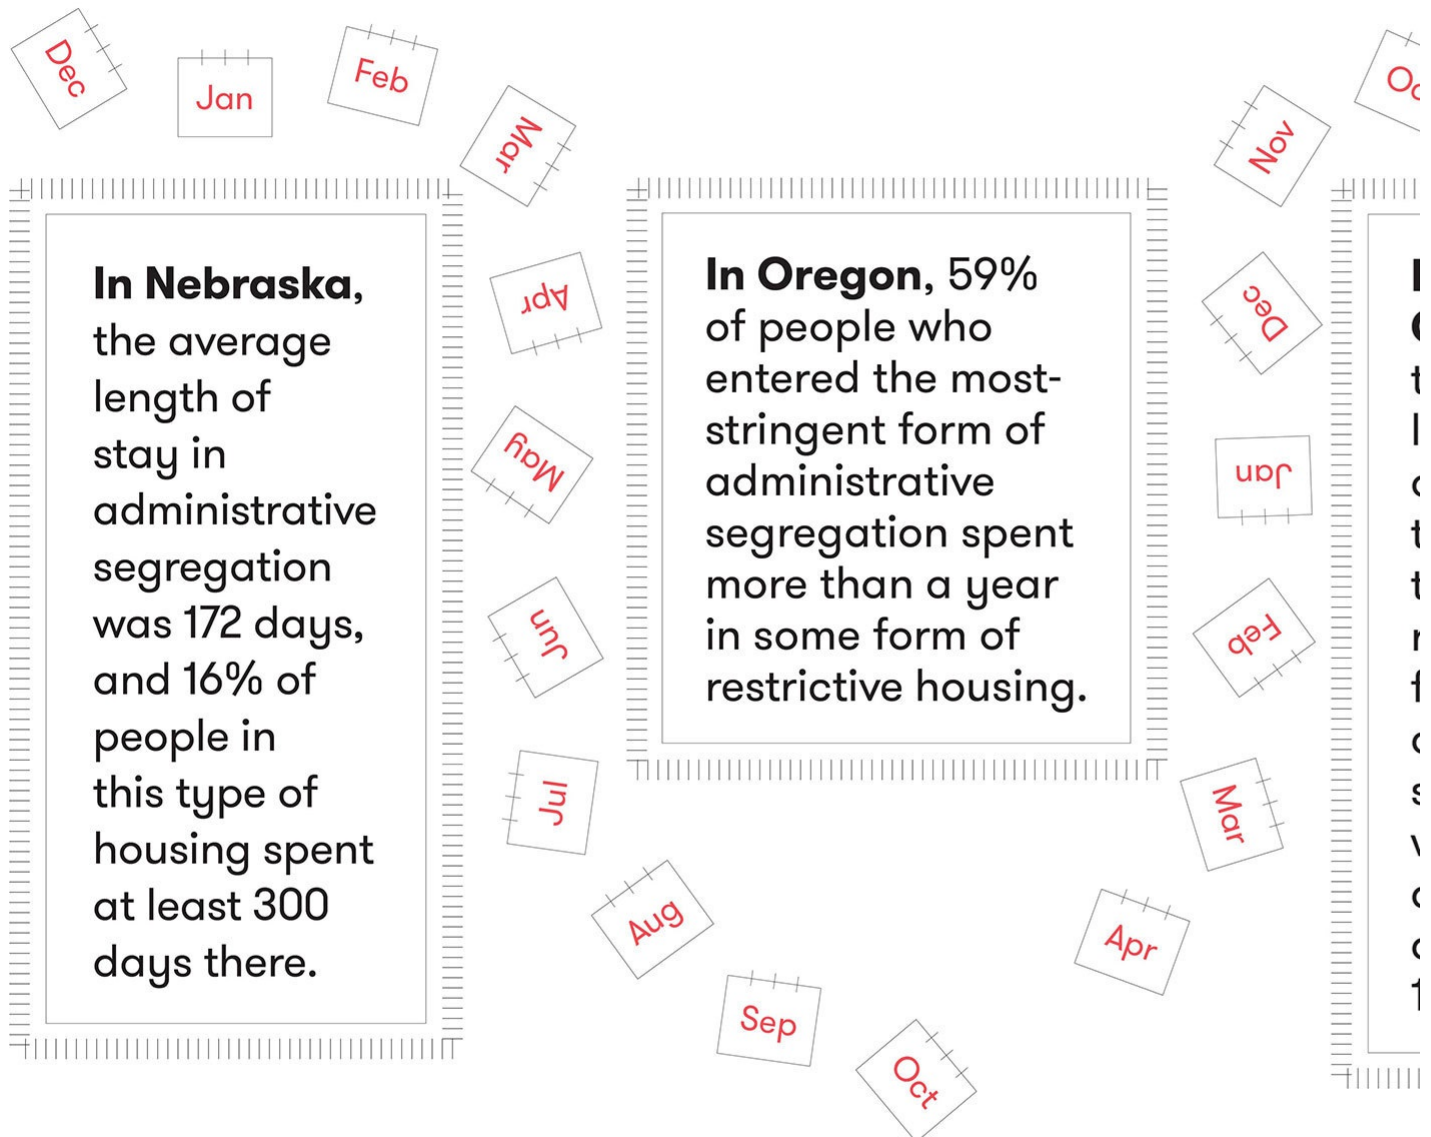 Dec
Jan
Feb
Mar
Apr
May
Jun
Jul
Aug
Sep
Oct
In Nebraska,
the average
length of
stay in
administrative
segregation
was 172 days,
and 16% of
people in
this type of
housing spent
at least 300
days there.
In Oregon, 59%
of people who
entered the most-
stringent form of
administrative
segregation spent
more than a year
in some form of
restrictive housing.
Nov
Dec
Jan
Feb
Mar
Apr